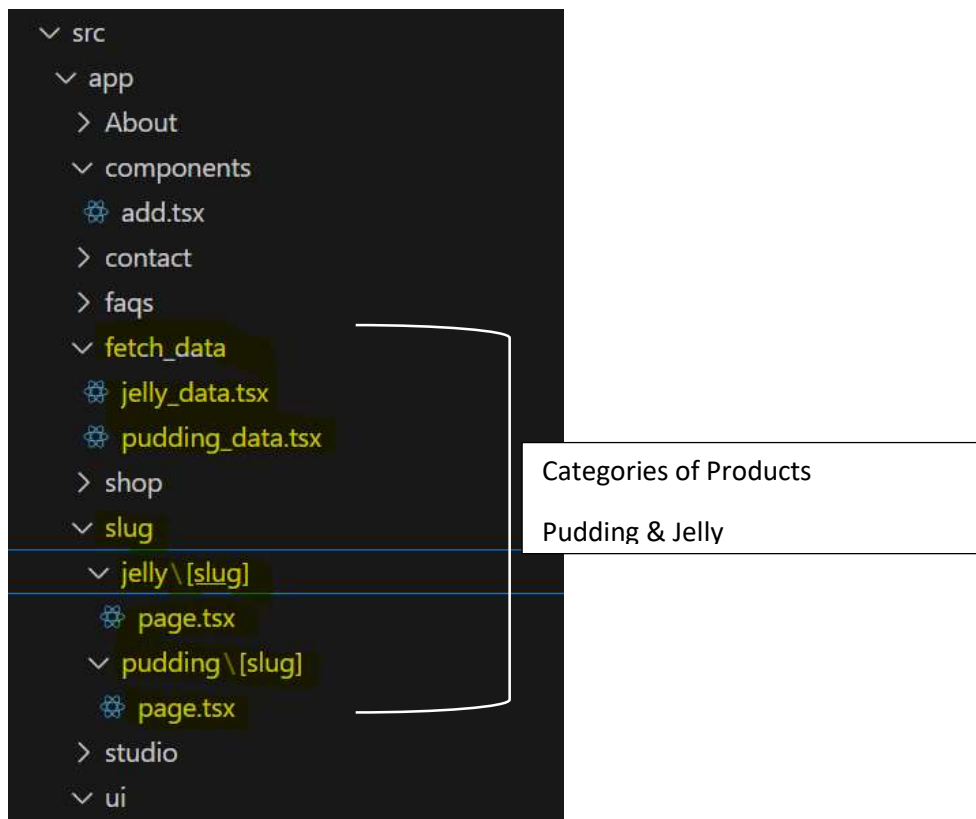 src
app
About
components
add.tsx
contact
faqs
fetch_data
jelly_data.tsx
pudding_data.tsx
shop
slug
jelly\[slug]
page.tsx
pudding\[slug]
page.tsx
studio
ui
Categories of Products
Pudding & Jelly